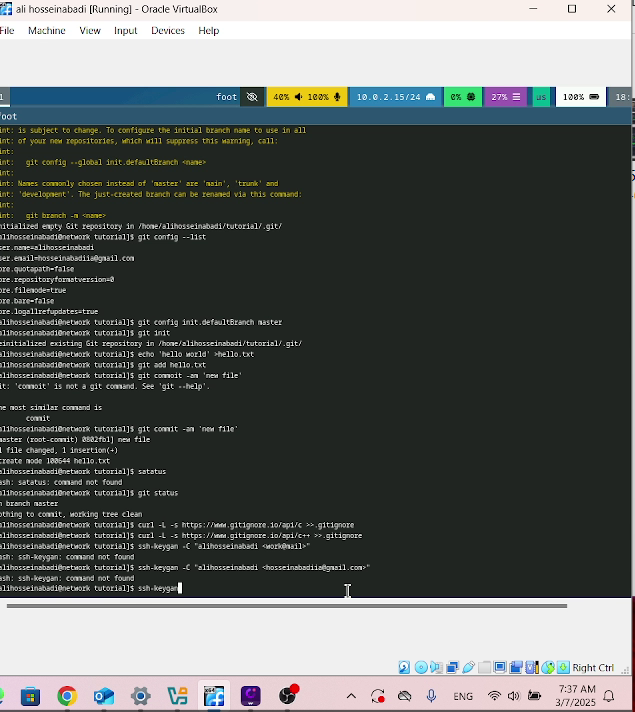 ali hosseinabadi [Running] - Oracle VirtualBox
File Machine View Input Devices Help
1 foot 40% 100% 10.0.2.15/24 0% 27% us 100% 18:
foot
int: is subject to change. To configure the initial branch name to use in all
int: of your new repositories, which will suppress this warning, call:
int:
int: git config --global init.defaultBranch <name>
int:
int: Names commonly chosen instead of 'master' are 'main', 'trunk' and
int: 'development'. The just-created branch can be renamed via this command:
int:
int: git branch -m <name>
nitialized empty Git repository in /home/alihosseinabadi/tutorial/.git/
alihosseinabadi@network tutorial]$ git config --list
ser.name=alihosseinabadi
ser.email=hosseinabadiia@gmail.com
ore.quotapath=false
ore.repositoryformatversion=0
ore.filemode=true
ore.bare=false
ore.logallrefupdates=true
alihosseinabadi@network tutorial]$ git config init.defaultBranch master
alihosseinabadi@network tutorial]$ git init
einitialized existing Git repository in /home/alihosseinabadi/tutorial/.git/
alihosseinabadi@network tutorial]$ echo 'hello world' >hello.txt
alihosseinabadi@network tutorial]$ git add hello.txt
alihosseinabadi@network tutorial]$ git commoit -am 'new file'
it: 'commoit' is not a git command. See 'git --help'.
he most similar command is
commit
alihosseinabadi@network tutorial]$ git commit -am 'new file'
master (root-commit) 0802fb1] new file
1 file changed, 1 insertion(+)
create mode 100644 hello.txt
alihosseinabadi@network tutorial]$ satatus
ash: satatus: command not found
alihosseinabadi@network tutorial]$ git status
n branch master
othing to commit, working tree clean
alihosseinabadi@network tutorial]$ curl -L -s https://www.gitignore.io/api/c >>.gitignore
alihosseinabadi@network tutorial]$ curl -L -s https://www.gitignore.io/api/c++ >>.gitignore
alihosseinabadi@network tutorial]$ ssh-keygan -C "alihosseinabadi <work@mail>"
ash: ssh-keygan: command not found
alihosseinabadi@network tutorial]$ ssh-keygan -C "alihosseinabadi <hosseinabadiia@gmail.com>"
ash: ssh-keygan: command not found
alihosseinabadi@network tutorial]$ ssh-keygan
Right Ctrl
ENG 7:37 AM
3/7/2025